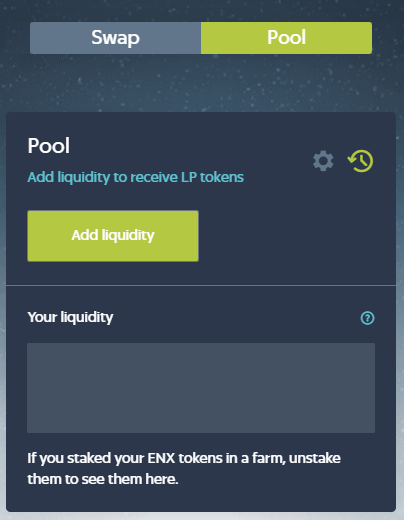 Swap
Pool
Pool
Add liquidity to receive LP tokens
Add liquidity
Your liquidity
?
If you staked your ENX tokens in a farm, unstake
them to see them here.